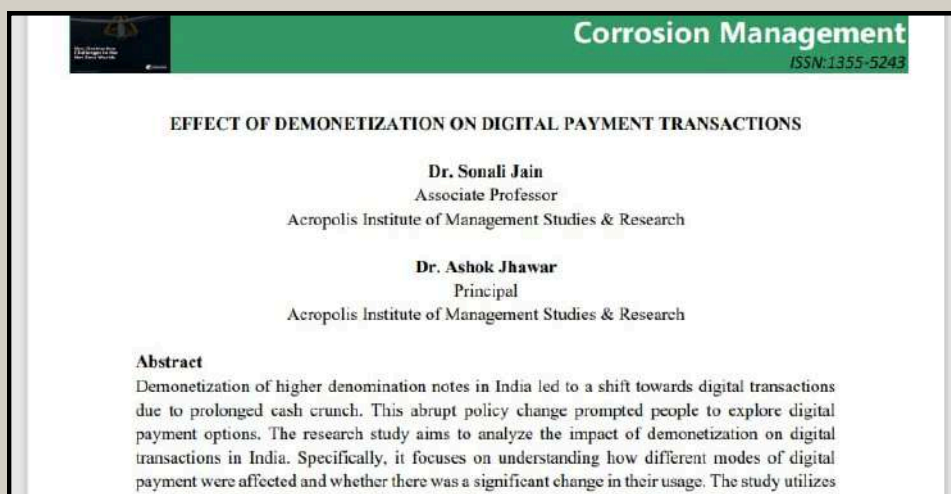 Corrosion Management
ISSN:1355-5243
EFFECT OF DEMONETIZATION ON DIGITAL PAYMENT TRANSACTIONS
Dr. Sonali Jain
Associate Professor
Acropolis Institute of Management Studies & Research
Dr. Ashok Jhawar
Principal
Acropolis Institute of Management Studies & Research
Abstract
Demonetization of higher denomination notes in India led to a shift towards digital transactions
due to prolonged cash crunch. This abrupt policy change prompted people to explore digital
payment options. The research study aims to analyze the impact of demonetization on digital
transactions in India. Specifically, it focuses on understanding how different modes of digital
payment were affected and whether there was a significant change in their usage. The study utilizes